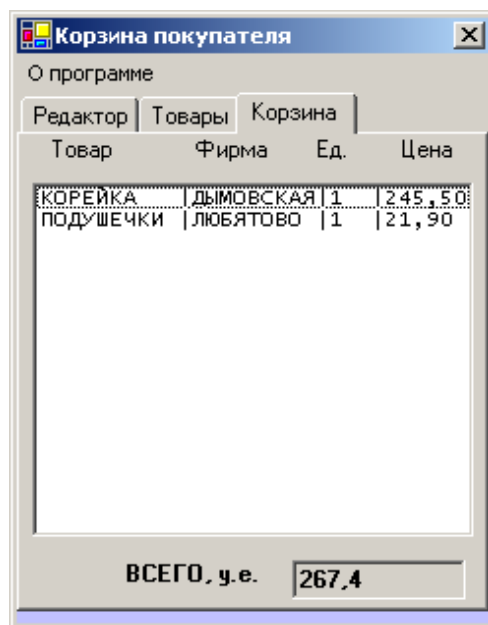 Корзина покупателя
О программе
Редактор Товары Корзина
Товар Фирма Ед. Цена
КОРЕЙКА |ДЫМОВСКАЯ|1 |245,50
ПОДУШЕЧКИ |ЛЮБЯТОВО |1 |21,90
ВСЕГО, у.е. 267,4